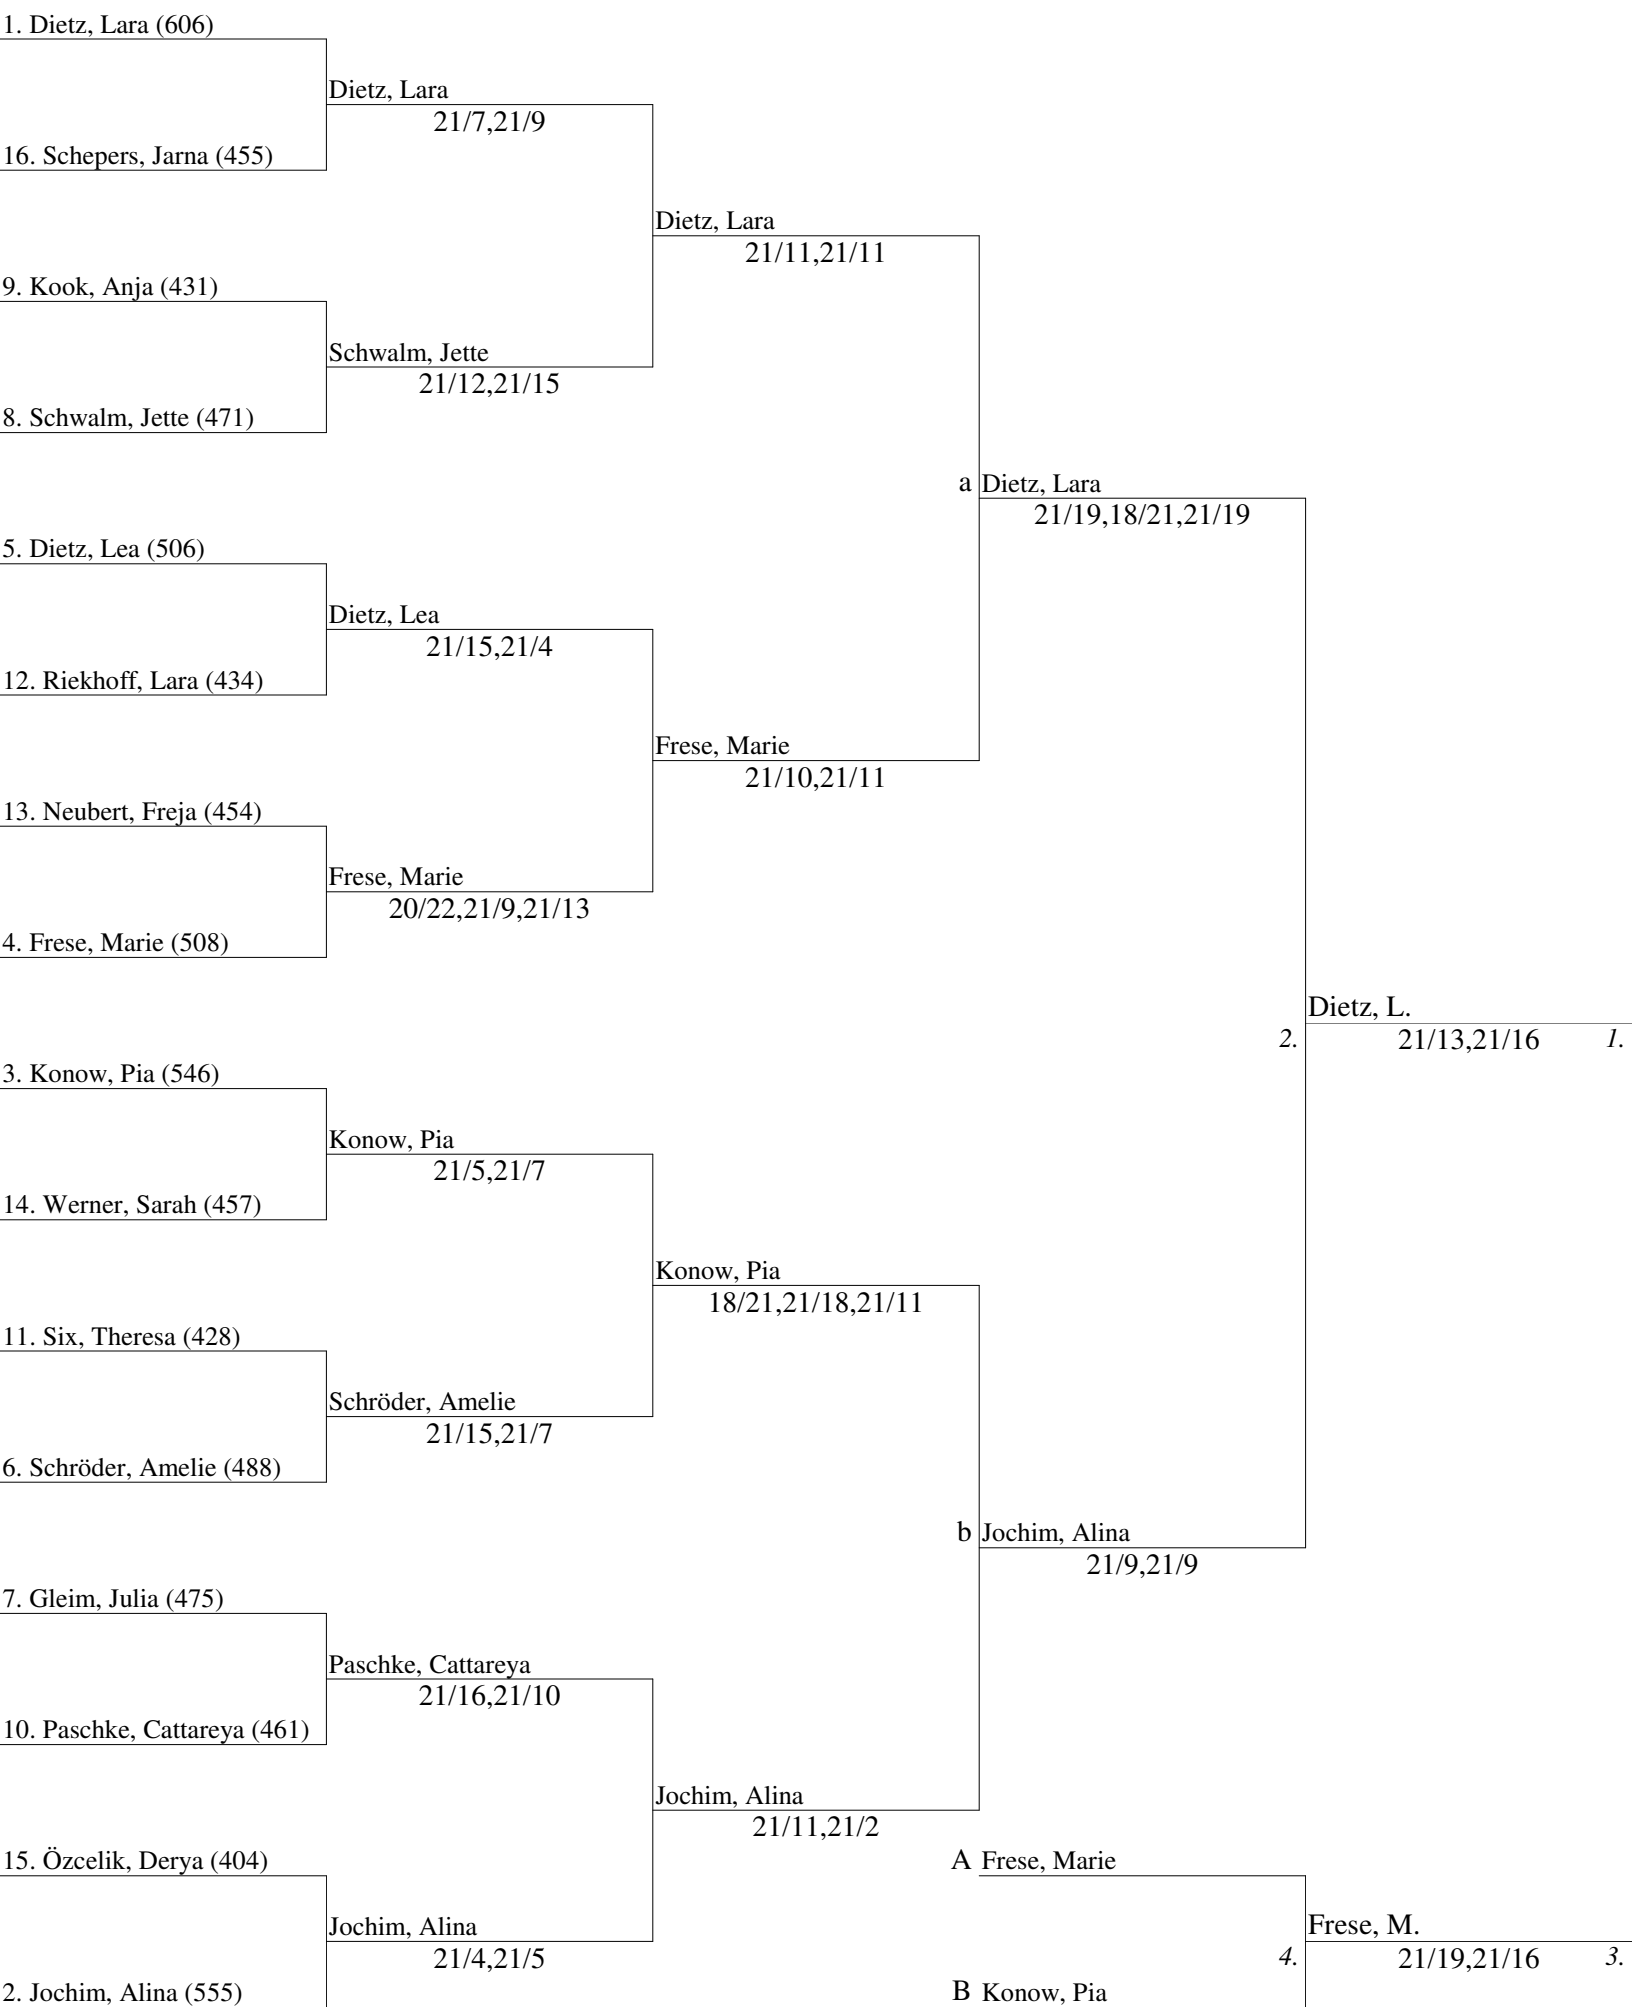 1. Dietz, Lara (606)
Dietz, Lara
21/7,21/9
16. Schepers, Jarna (455)
Dietz, Lara
21/11,21/11
9. Kook, Anja (431)
Schwalm, Jette
21/12,21/15
8. Schwalm, Jette (471)
a Dietz, Lara
21/19,18/21,21/19
5. Dietz, Lea (506)
Dietz, Lea
21/15,21/4
12. Riekhoff, Lara (434)
Frese, Marie
21/10,21/11
13. Neubert, Freja (454)
Frese, Marie
20/22,21/9,21/13
4. Frese, Marie (508)
Dietz, L.
2. 21/13,21/16 1.
3. Konow, Pia (546)
Konow, Pia
21/5,21/7
14. Werner, Sarah (457)
Konow, Pia
18/21,21/18,21/11
11. Six, Theresa (428)
Schröder, Amelie
21/15,21/7
6. Schröder, Amelie (488)
b Jochim, Alina
21/9,21/9
7. Gleim, Julia (475)
Paschke, Cattareya
21/16,21/10
10. Paschke, Cattareya (461)
Jochim, Alina
21/11,21/2
15. Özcelik, Derya (404)
A Frese, Marie
Jochim, Alina
21/4,21/5
Frese, M.
4. 21/19,21/16 3.
2. Jochim, Alina (555)
B Konow, Pia